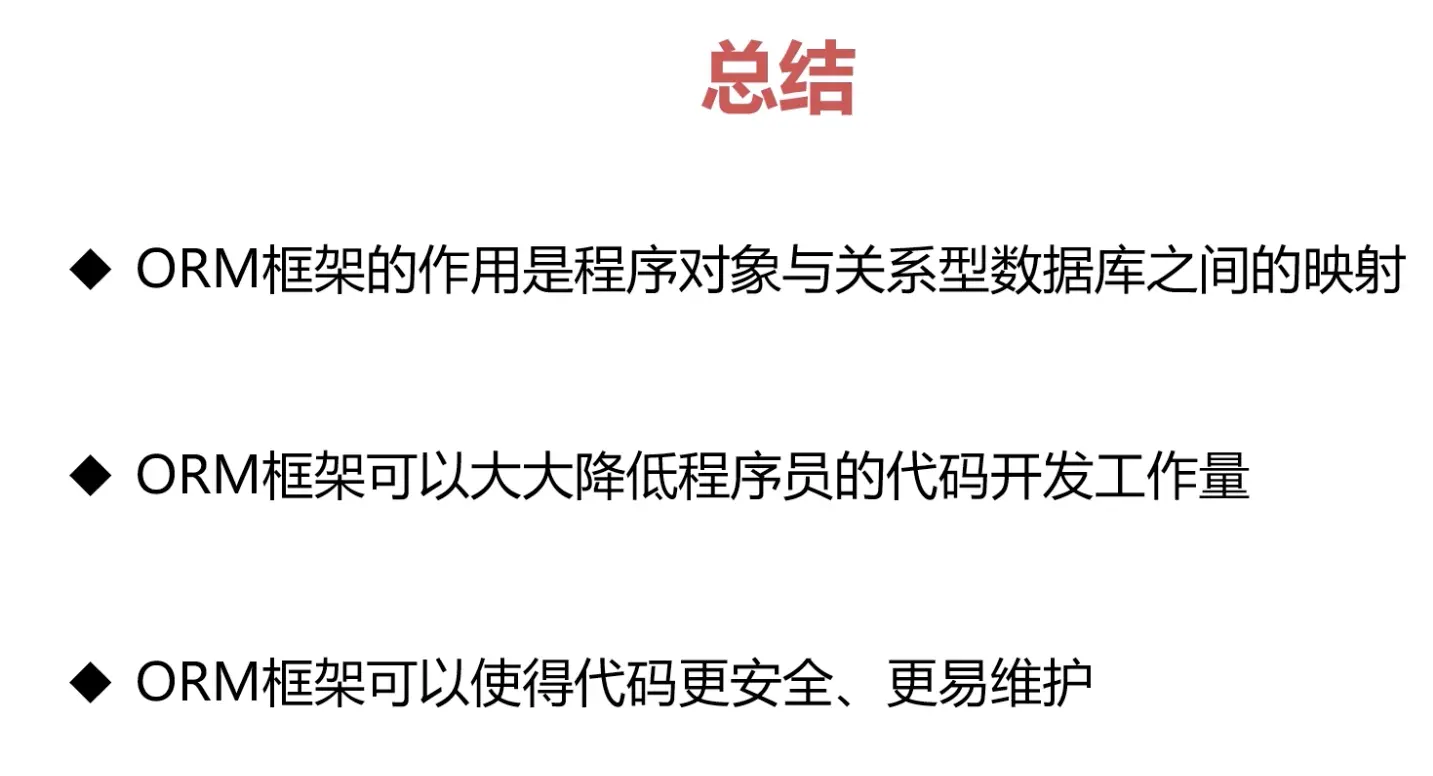 总结
◆ ORM框架的作用是程序对象与关系型数据库之间的映射
◆ ORM框架可以大大降低程序员的代码开发工作量
◆ ORM框架可以使得代码更安全、更易维护